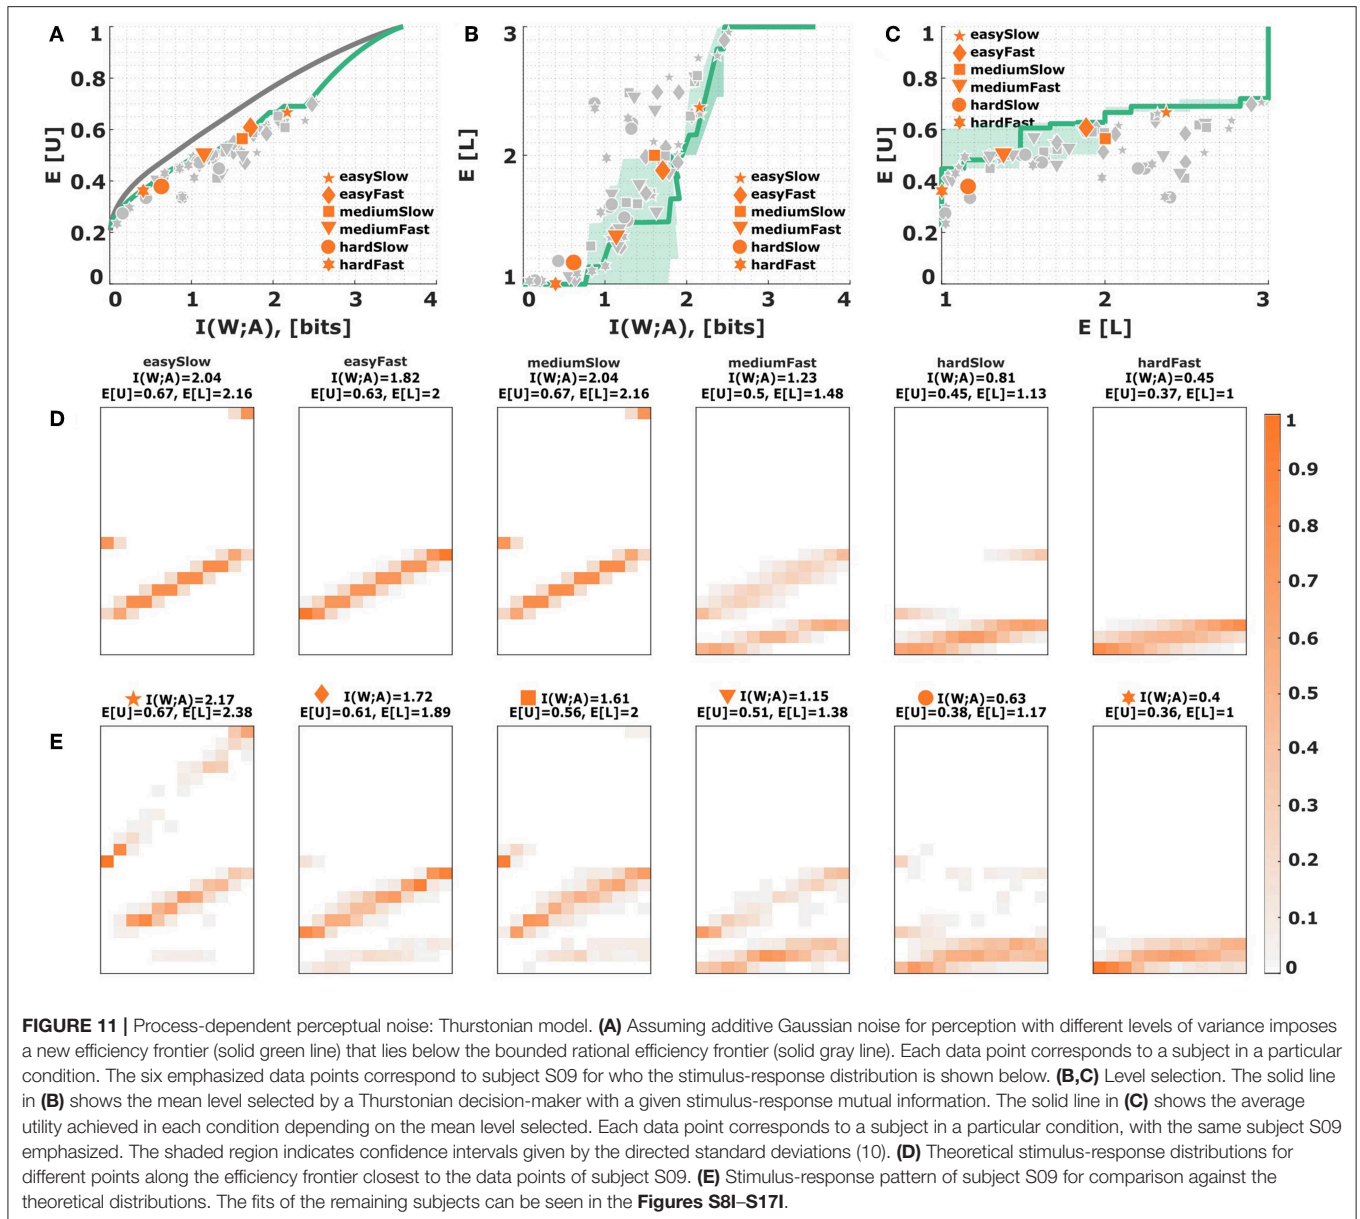 A
1
0.8
0.6
0.4
0.2
0
E [U]
0
1
2
3
4
I(W;A), [bits]
easySlow
easyFast
mediumSlow
mediumFast
hardSlow
hardFast
B
3
2
1
E [L]
0
1
2
3
4
I(W;A), [bits]
easySlow
easyFast
mediumSlow
mediumFast
hardSlow
hardFast
C
1
0.8
0.6
0.4
0.2
0
E [U]
1
2
3
E [L]
easySlow
easyFast
mediumSlow
mediumFast
hardSlow
hardFast
D
easySlow
I(W;A)=2.04
E[U]=0.67, E[L]=2.16
easyFast
I(W;A)=1.82
E[U]=0.63, E[L]=2
mediumSlow
I(W;A)=2.04
E[U]=0.67, E[L]=2.16
mediumFast
I(W;A)=1.23
E[U]=0.5, E[L]=1.48
hardSlow
I(W;A)=0.81
E[U]=0.45, E[L]=1.13
hardFast
I(W;A)=0.45
E[U]=0.37, E[L]=1
E
I(W;A)=2.17
E[U]=0.67, E[L]=2.38
I(W;A)=1.72
E[U]=0.61, E[L]=1.89
I(W;A)=1.61
E[U]=0.56, E[L]=2
I(W;A)=1.15
E[U]=0.51, E[L]=1.38
I(W;A)=0.63
E[U]=0.38, E[L]=1.17
I(W;A)=0.4
E[U]=0.36, E[L]=1
1
0.9
0.8
0.7
0.6
0.5
0.4
0.3
0.2
0.1
0
FIGURE 11 | Process-dependent perceptual noise: Thurstonian model. (A) Assuming additive Gaussian noise for perception with different levels of variance imposes
a new efficiency frontier (solid green line) that lies below the bounded rational efficiency frontier (solid gray line). Each data point corresponds to a subject in a particular
condition. The six emphasized data points correspond to subject S09 for who the stimulus-response distribution is shown below. (B,C) Level selection. The solid line
in (B) shows the mean level selected by a Thurstonian decision-maker with a given stimulus-response mutual information. The solid line in (C) shows the average
utility achieved in each condition depending on the mean level selected. Each data point corresponds to a subject in a particular condition, with the same subject S09
emphasized. The shaded region indicates confidence intervals given by the directed standard deviations (10). (D) Theoretical stimulus-response distributions for
different points along the efficiency frontier closest to the data points of subject S09. (E) Stimulus-response pattern of subject S09 for comparison against the
theoretical distributions. The fits of the remaining subjects can be seen in the Figures S8I–S17I.